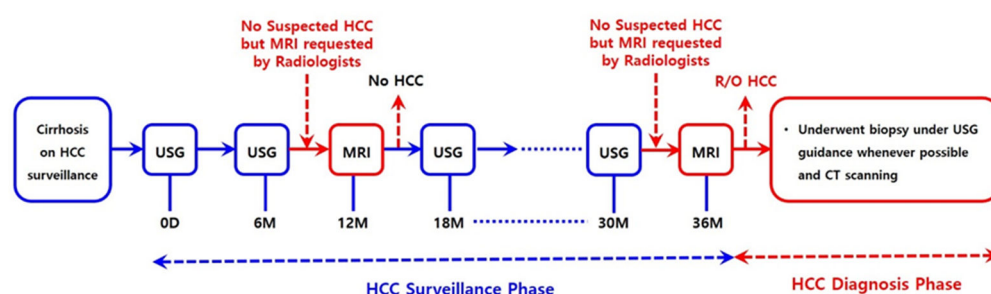 No Suspected HCC
but MRI requested
by Radiologists
No HCC
No Suspected HCC
but MRI requested
by Radiologists
R/O HCC
Cirrhosis
on HCC
surveillance
USG
USG
MRI
USG
USG
MRI
• Underwent biopsy under USG
guidance whenever possible
and CT scanning
0D
6M
12M
18M
30M
36M
HCC Surveillance Phase
HCC Diagnosis Phase